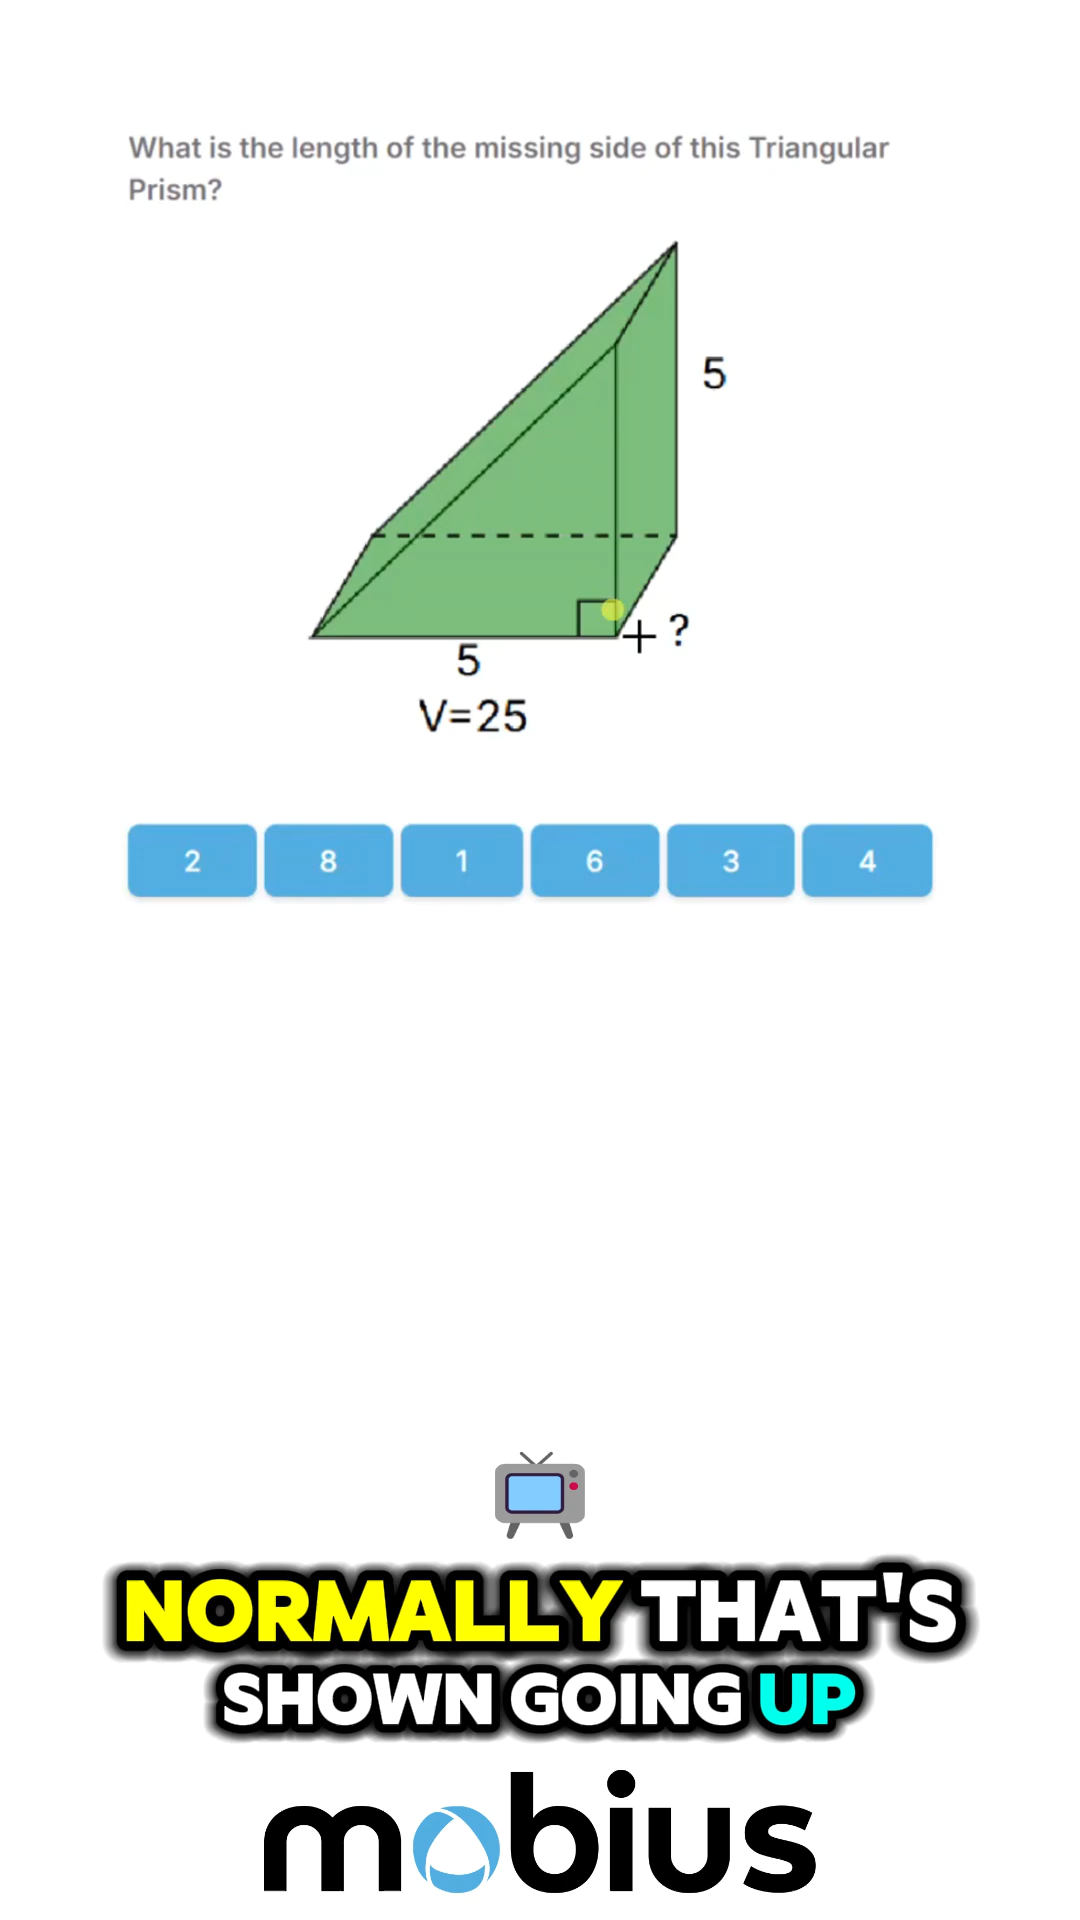 What is the length of the missing side of this Triangular
Prism?
5
?
5
V=25
2 8 1 6 3 4
NORMALLY THAT'S
SHOWN GOING UP
mobius